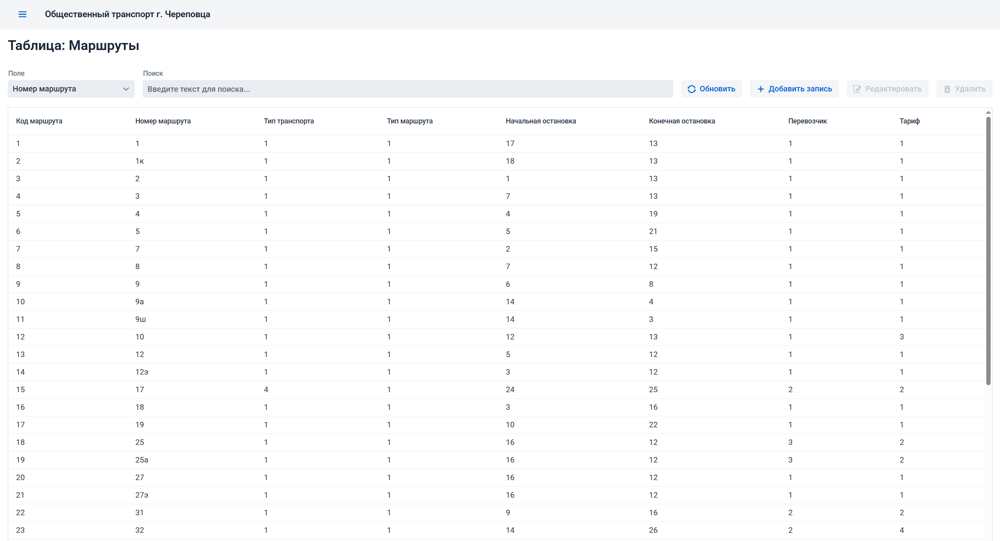 Общественный транспорт г. Череповца
Таблица: Маршруты
Поле Поиск
Номер маршрута Введите текст для поиска... Обновить Добавить запись Редактировать Удалить
Код маршрута Номер маршрута Тип транспорта Тип маршрута Начальная остановка Конечная остановка Перевозчик Тариф
1 1 1 1 17 13 1 1
2 1к 1 1 18 13 1 1
3 2 1 1 1 13 1 1
4 3 1 1 7 13 1 1
5 4 1 1 4 19 1 1
6 5 1 1 5 21 1 1
7 7 1 1 2 15 1 1
8 8 1 1 7 12 1 1
9 9 1 1 6 8 1 1
10 9а 1 1 14 4 1 1
11 9ш 1 1 14 3 1 1
12 10 1 1 12 13 1 3
13 12 1 1 5 12 1 1
14 12э 1 1 3 12 1 1
15 17 4 1 24 25 2 2
16 18 1 1 3 16 1 1
17 19 1 1 10 22 1 1
18 25 1 1 16 12 3 2
19 25а 1 1 16 12 3 2
20 27 1 1 16 12 1 1
21 27э 1 1 16 12 1 1
22 31 1 1 9 16 2 2
23 32 1 1 14 26 2 4